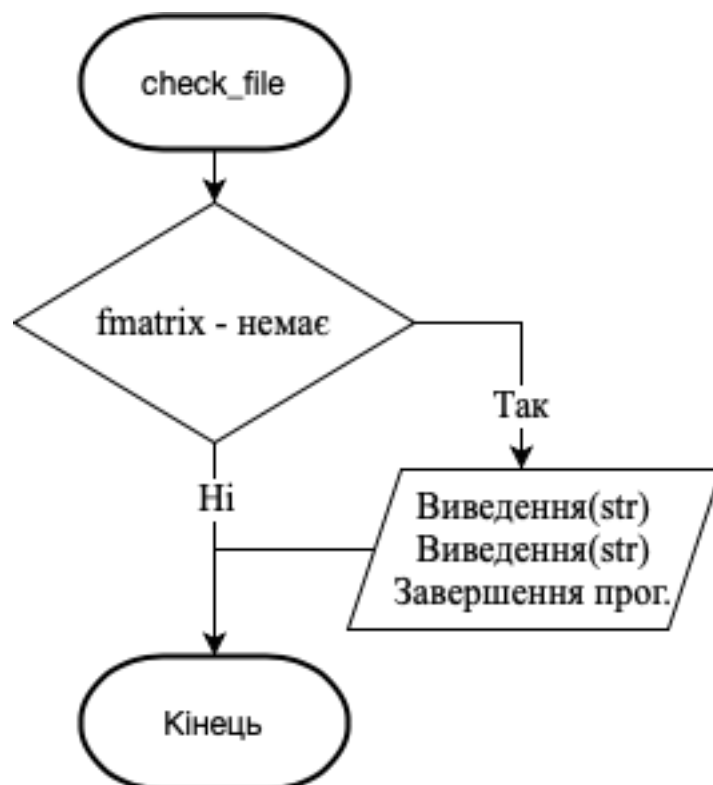 check_file
fmatrix - немає
Так
Ні
Виведення(str)
Виведення(str)
Завершення прог.
Кінець